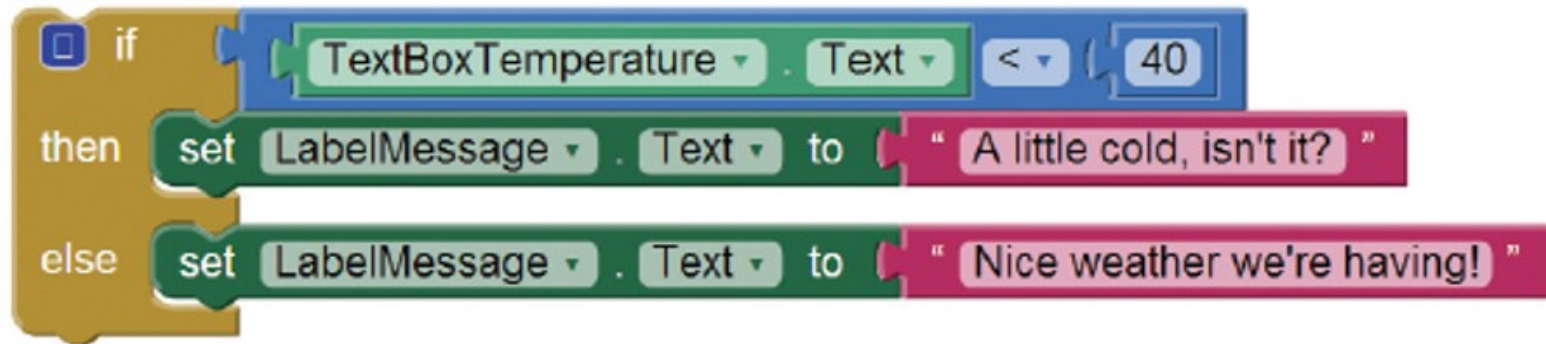 if TextBoxTemperature . Text < 40
then set LabelMessage . Text to “ A little cold, isn't it? ”
else set LabelMessage . Text to “ Nice weather we're having! ”